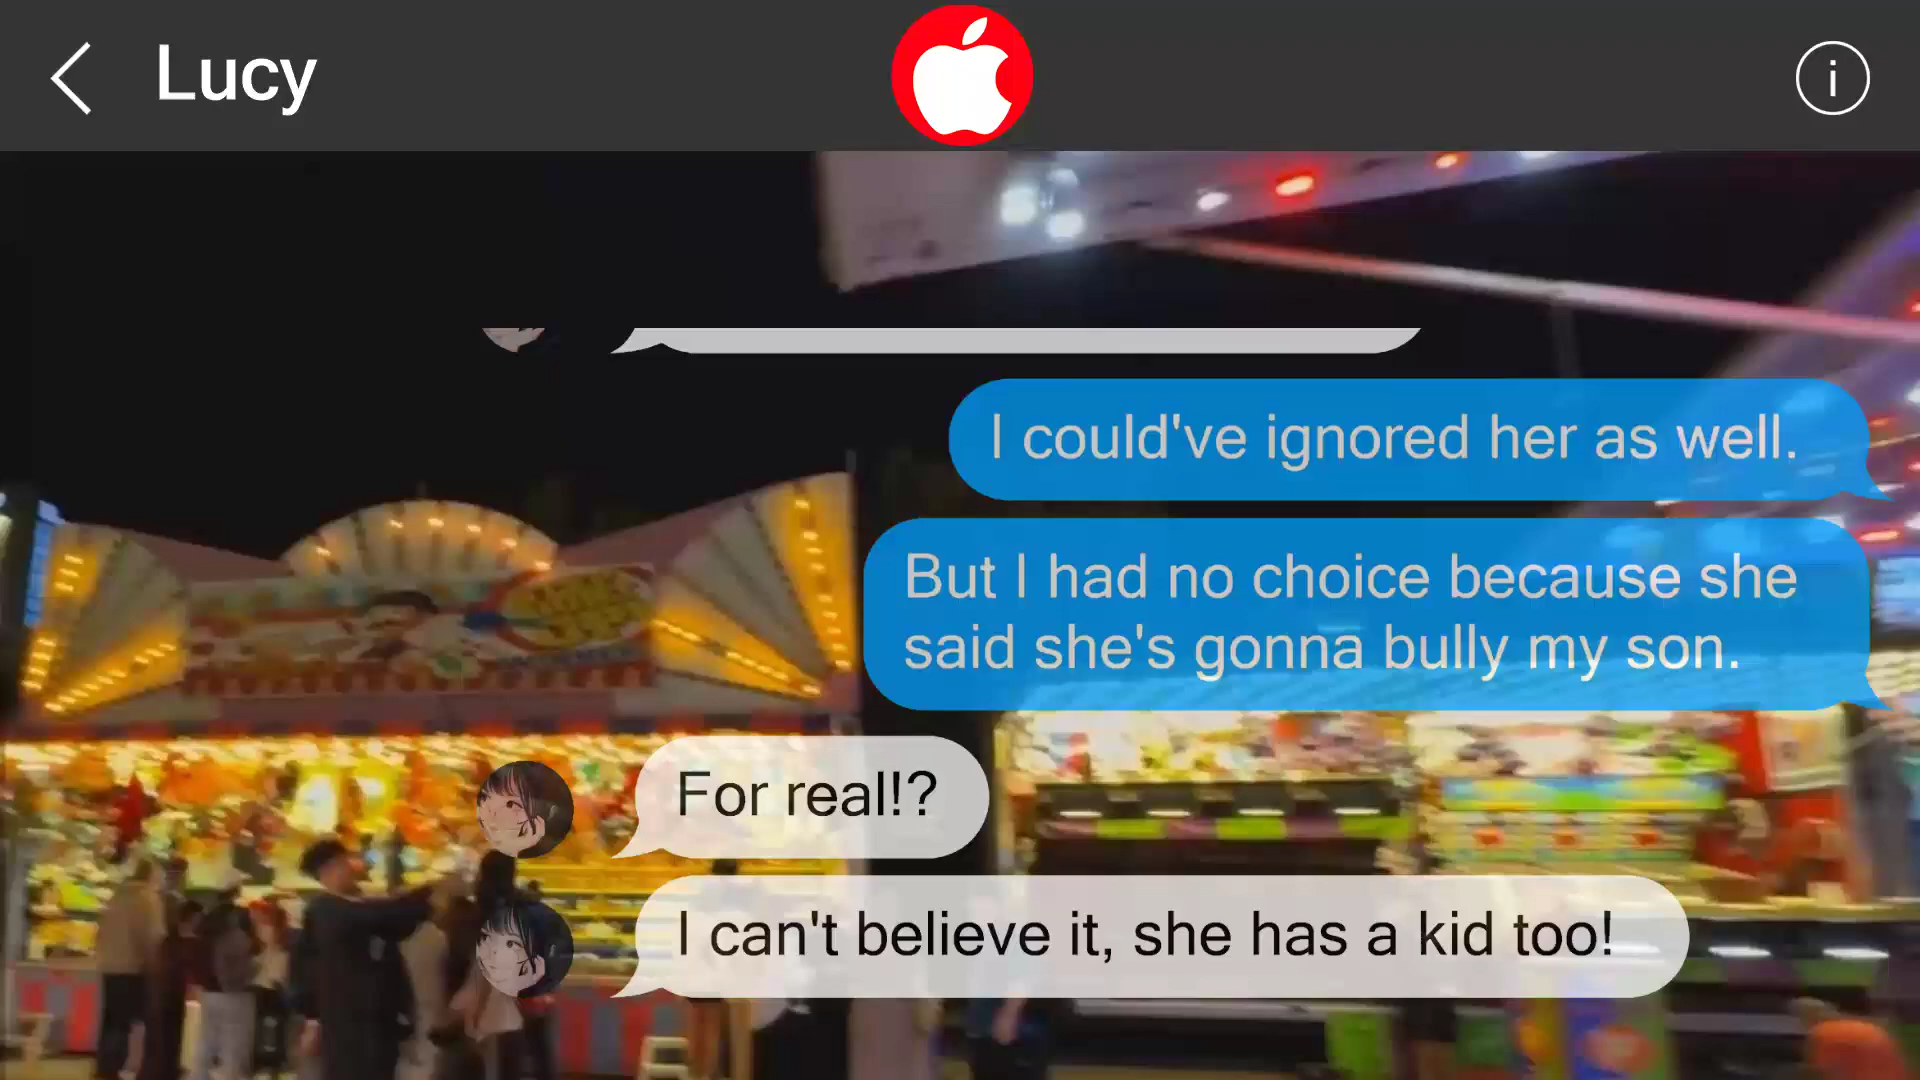 Lucy
I could've ignored her as well.
But I had no choice because she
said she's gonna bully my son.
For real!?
I can't believe it, she has a kid too!